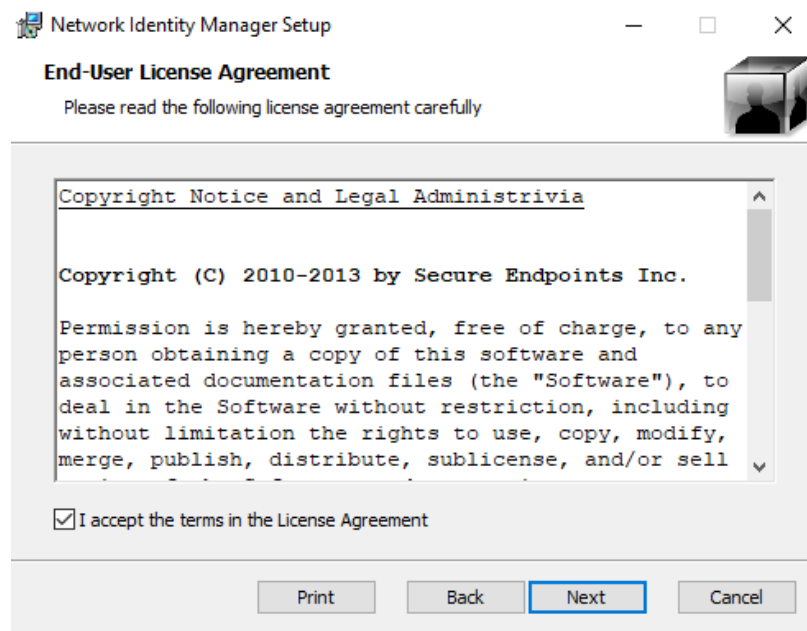 Network Identity Manager Setup
End-User License Agreement
Please read the following license agreement carefully
Copyright Notice and Legal Administrivia
Copyright (C) 2010-2013 by Secure Endpoints Inc.
Permission is hereby granted, free of charge, to any
person obtaining a copy of this software and
associated documentation files (the "Software"), to
deal in the Software without restriction, including
without limitation the rights to use, copy, modify,
merge, publish, distribute, sublicense, and/or sell
I accept the terms in the License Agreement
Print Back Next Cancel